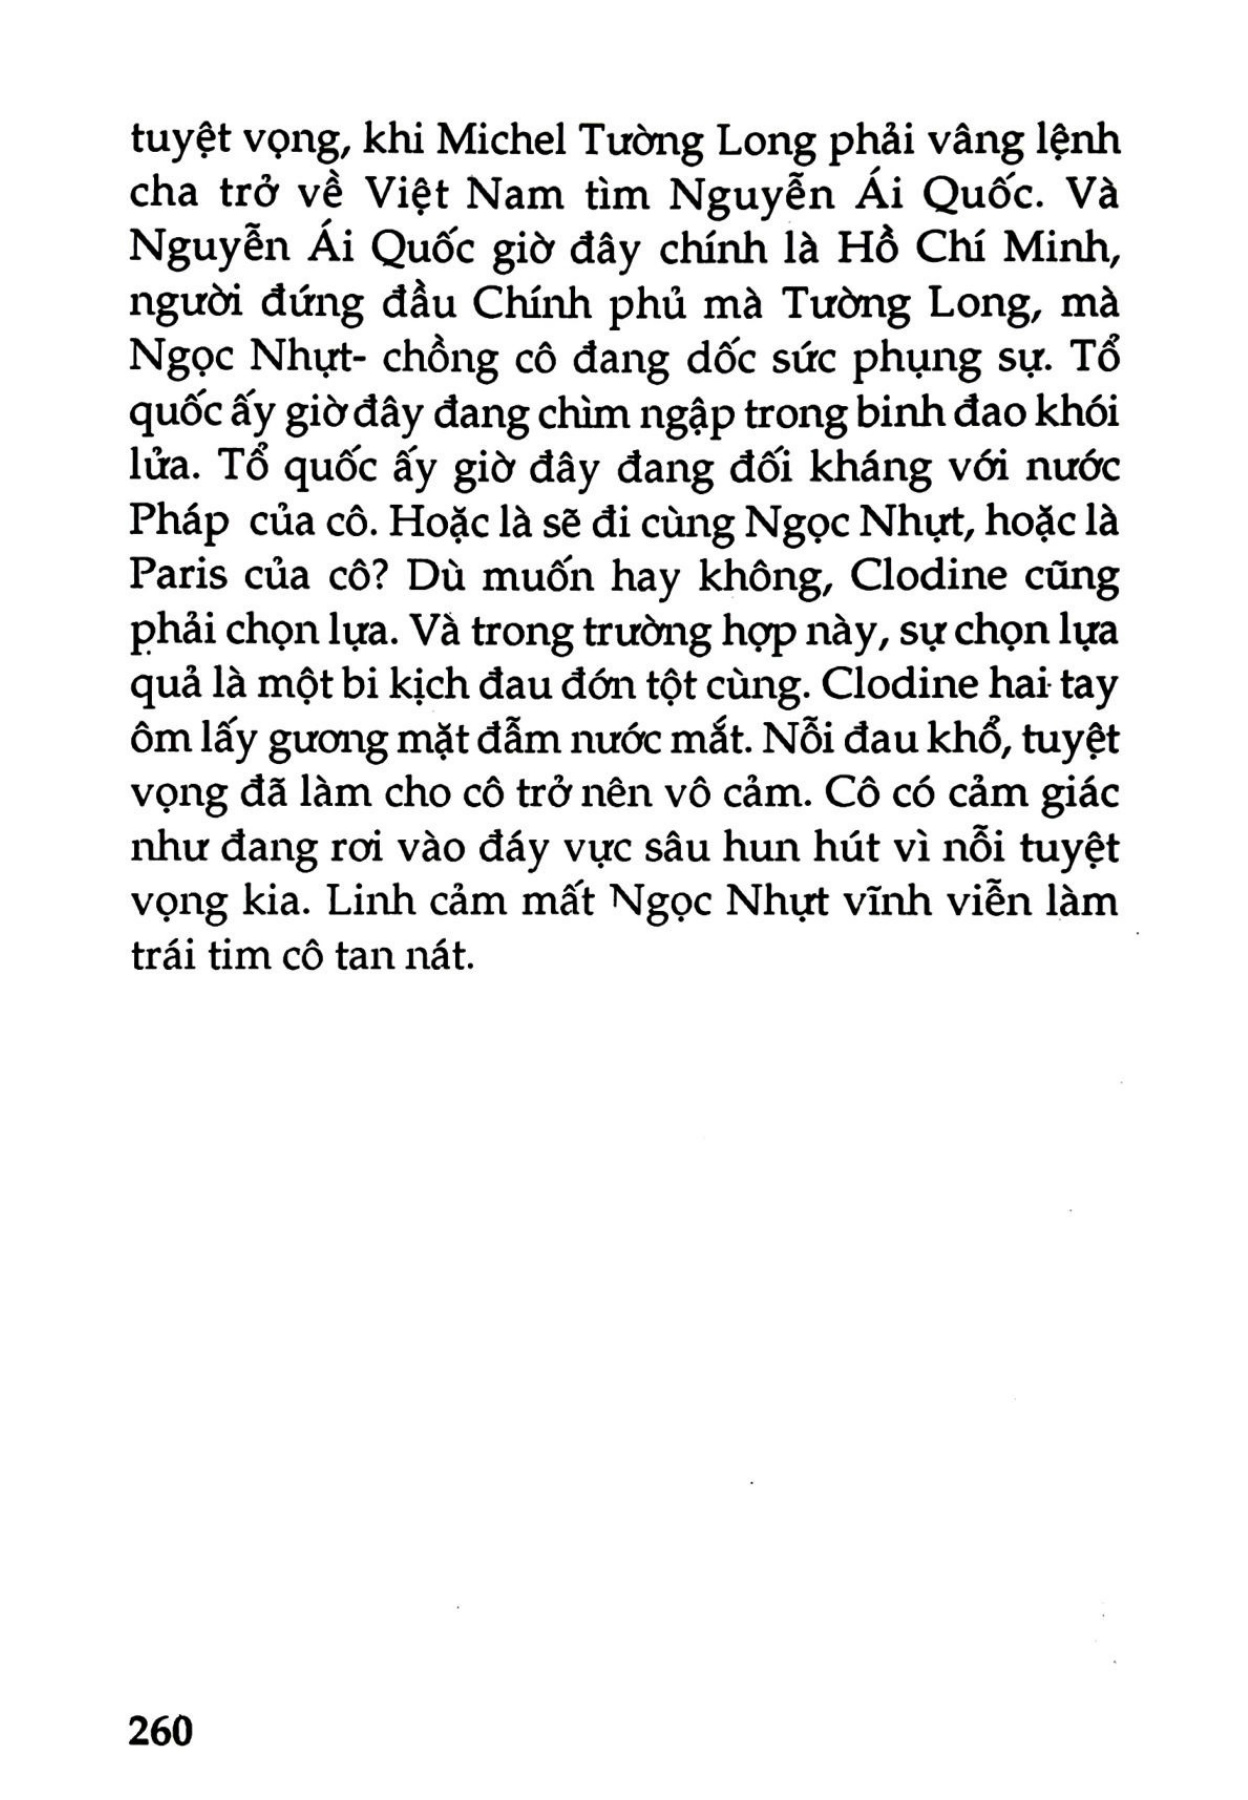 tuyệt vọng, khi Michel Tường Long phải vâng lệnh
cha trở về Việt Nam tìm Nguyễn Ái Quốc. Và
Nguyễn Ái Quốc giờ đây chính là Hồ Chí Minh,
người đứng đầu Chính phủ mà Tường Long, mà
Ngọc Nhựt- chồng cô đang dốc sức phụng sự. Tổ
quốc ấy giờ đây đang chìm ngập trong binh đao khói
lửa. Tổ quốc ấy giờ đây đang đối kháng với nước
Pháp của cô. Hoặc là sẽ đi cùng Ngọc Nhựt, hoặc là
Paris của cô? Dù muốn hay không, Clodine cũng
phải chọn lựa. Và trong trường hợp này, sự chọn lựa
quả là một bi kịch đau đớn tột cùng. Clodine hai tay
ôm lấy gương mặt đẫm nước mắt. Nỗi đau khổ, tuyệt
vọng đã làm cho cô trở nên vô cảm. Cô có cảm giác
như đang rơi vào đáy vực sâu hun hút vì nỗi tuyệt
vọng kia. Linh cảm mất Ngọc Nhựt vĩnh viễn làm
trái tim cô tan nát.
260